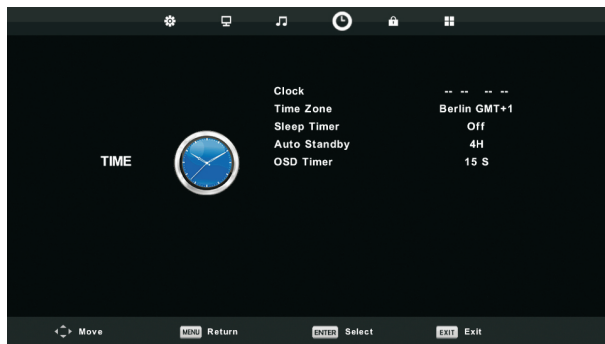 Clock -- -- -- --
Time Zone Berlin GMT+1
Sleep Timer Off
Auto Standby 4H
TIME
OSD Timer 15 S
Move MENU Return ENTER Select EXIT Exit